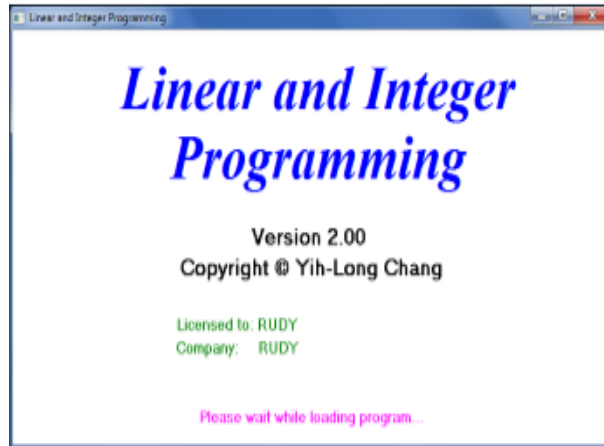 Linear and Integer Programming
Linear and Integer
Programming
Version 2.00
Copyright © Yih-Long Chang
Licensed to: RUDY
Company: RUDY
Please wait while loading program...